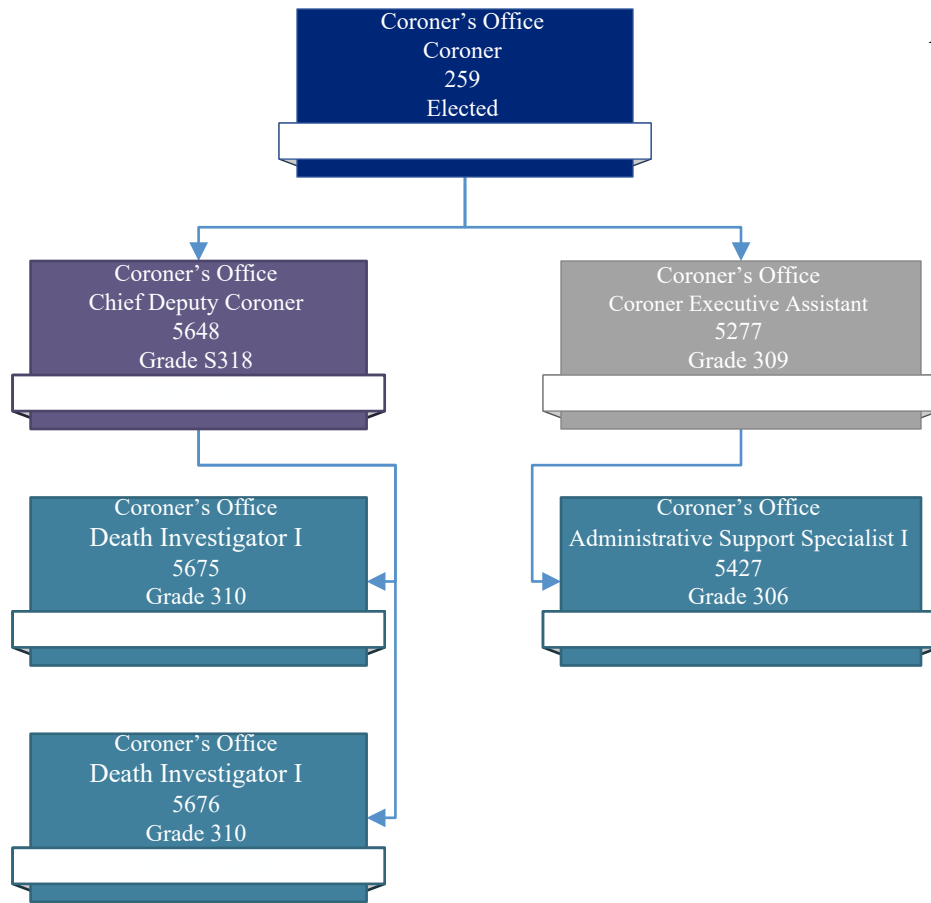 Coroner’s Office
Coroner
259
Elected
Coroner’s Office
Chief Deputy Coroner
5648
Grade S318
Coroner’s Office
Coroner Executive Assistant
5277
Grade 309
Coroner’s Office
Death Investigator I
5675
Grade 310
Coroner’s Office
Administrative Support Specialist I
5427
Grade 306
Coroner’s Office
Death Investigator I
5676
Grade 310